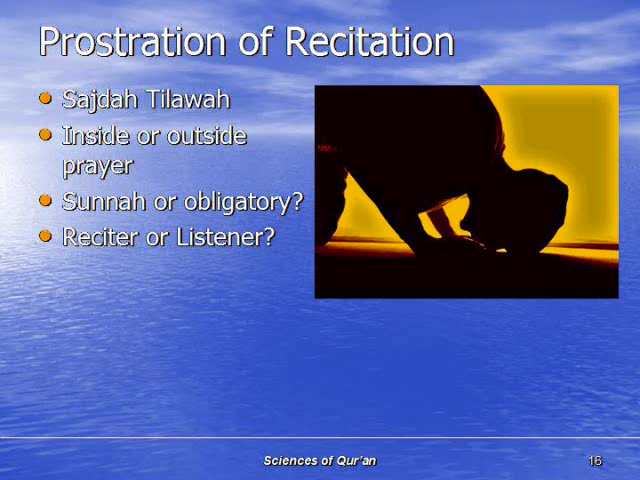 Prostration of Recitation
Sajdah Tilawah
Inside or outside
prayer
Sunnah or obligatory?
Reciter or Listener?
Sciences of Qur'an
16